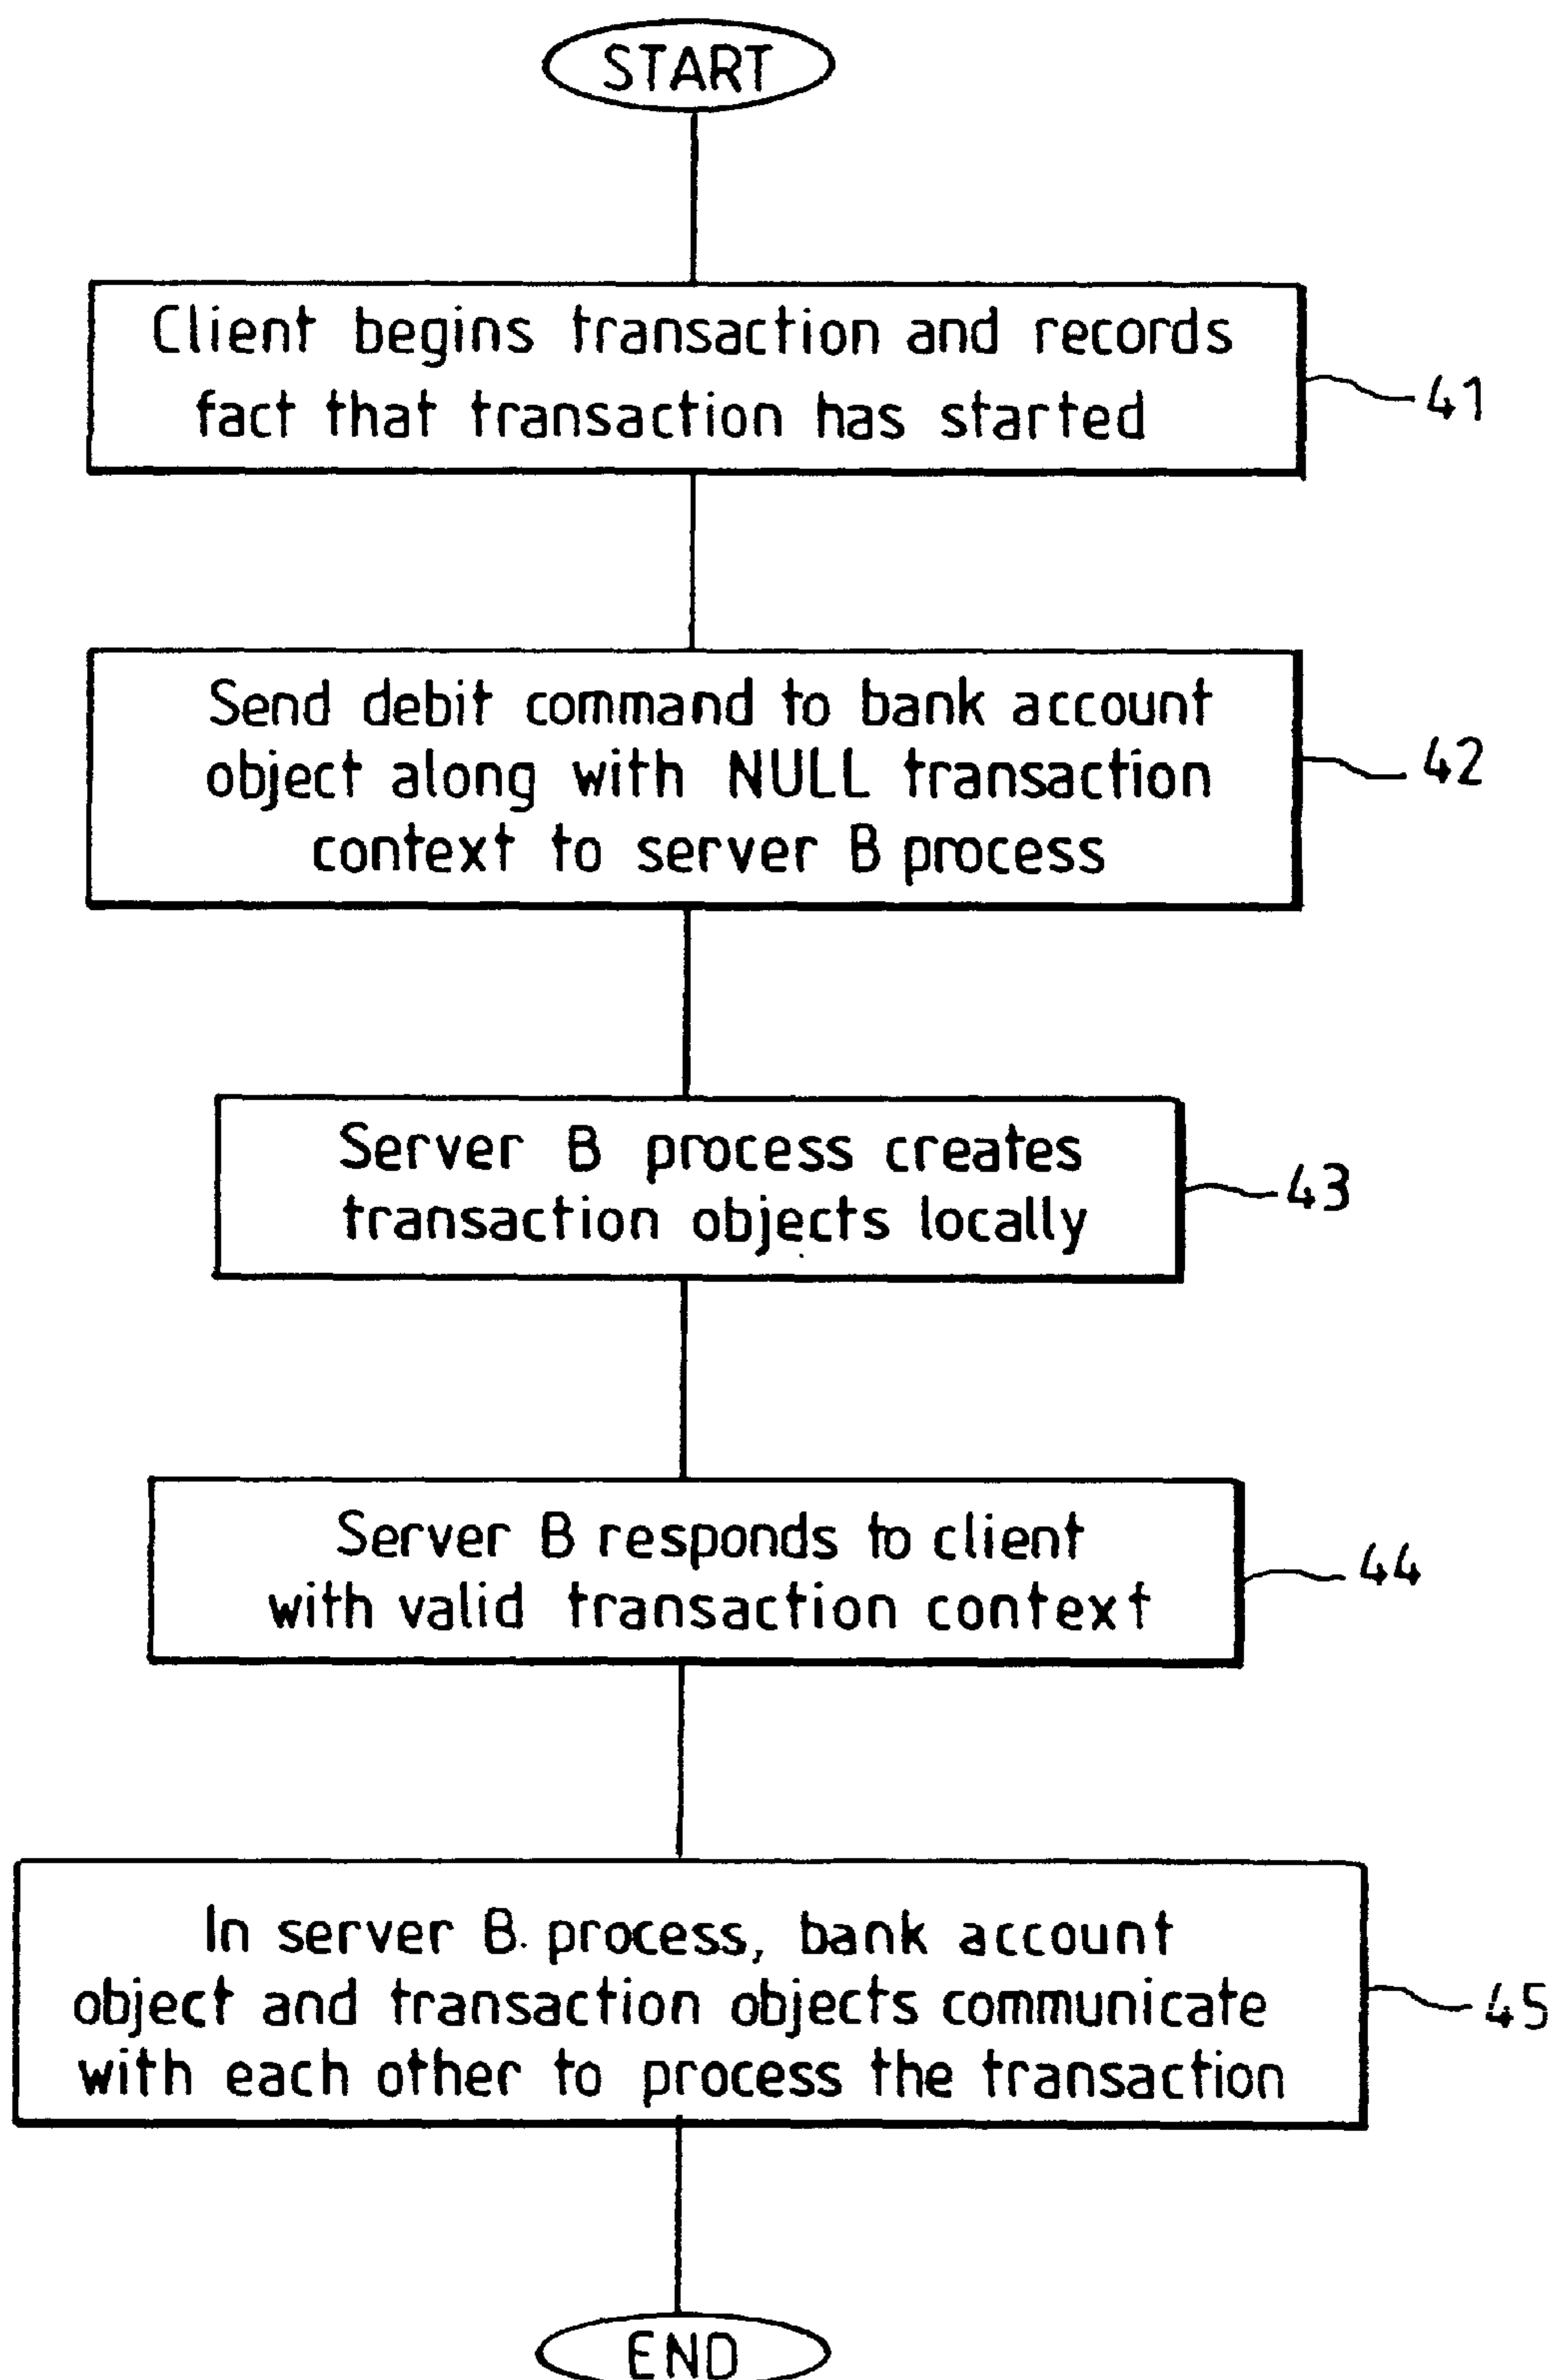 START
Client begins transaction and records
fact that transaction has started
41
Send debit command to bank account
object along with NULL transaction
context to server B process
42
Server B process creates
transaction objects locally
43
Server B responds to client
with valid transaction context
44
In server B process, bank account
object and transaction objects communicate
with each other to process the transaction
45
END